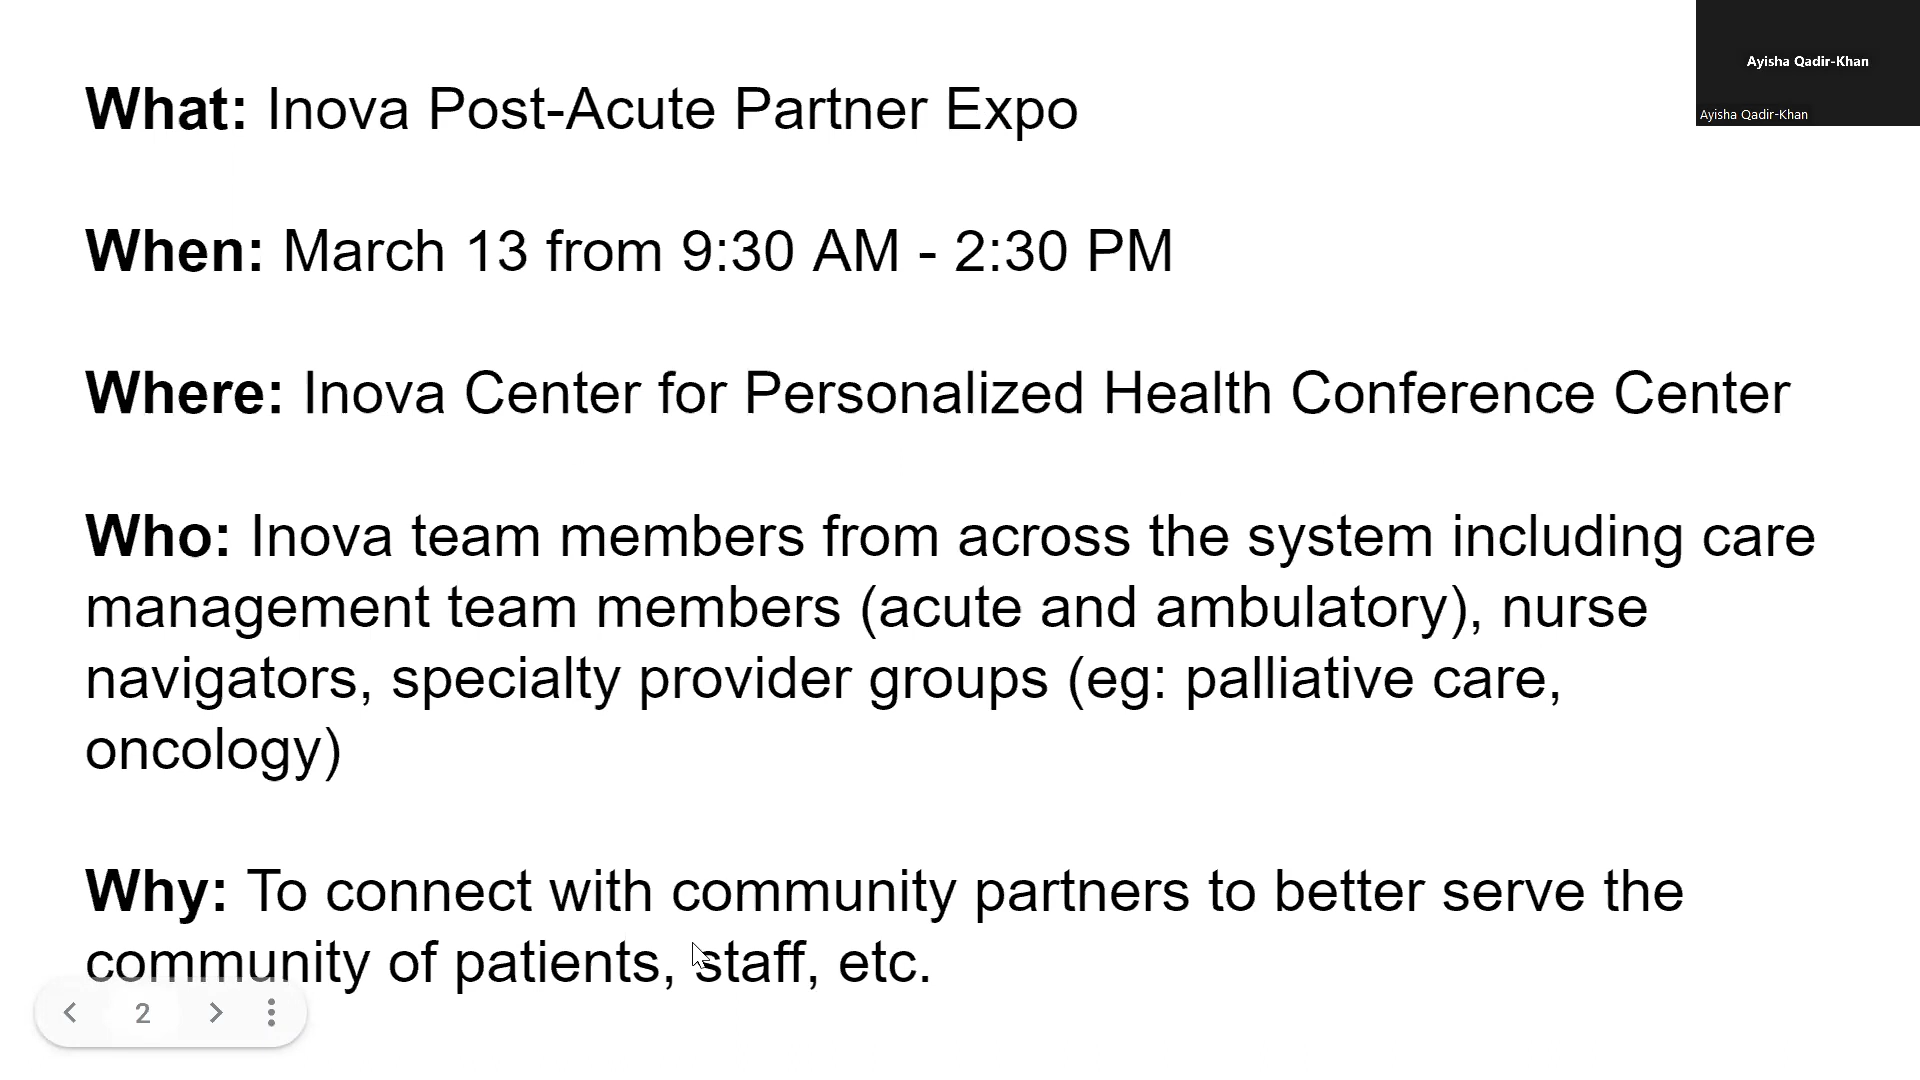 Ayisha Qadir-Khan
Ayisha Qadir-Khan
What: Inova Post-Acute Partner Expo
When: March 13 from 9:30 AM - 2:30 PM
Where: Inova Center for Personalized Health Conference Center
Who: Inova team members from across the system including care
management team members (acute and ambulatory), nurse
navigators, specialty provider groups (eg: palliative care,
oncology)
Why: To connect with community partners to better serve the
community of patients, staff, etc.
2